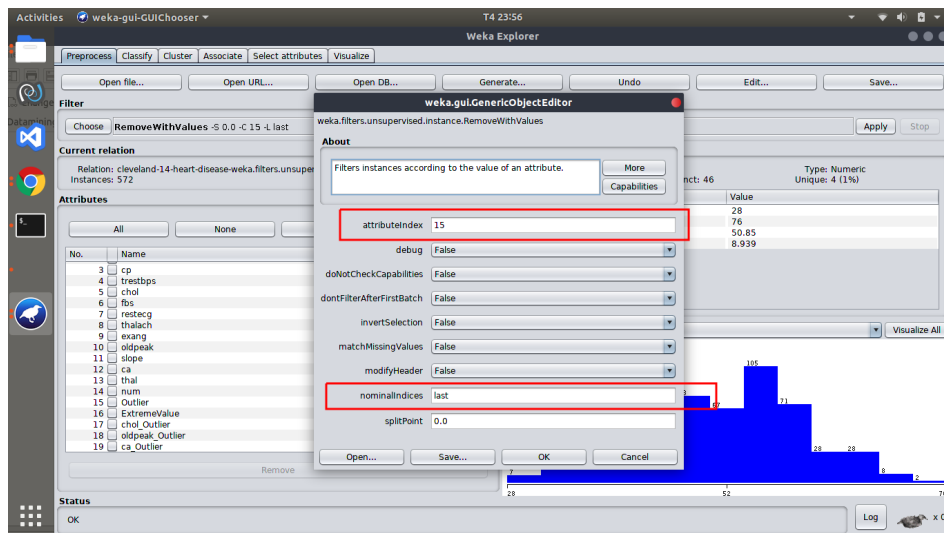 Activities weka-gui-GUIChooser T4 23:56
Weka Explorer
Preprocess Classify Cluster Associate Select attributes Visualize
Open file... Open URL... Open DB... Generate... Undo Edit... Save...
Filter
Choose RemoveWithValues -S 0.0 -C 15 -L last
Apply Stop
Current relation
Relation: cleveland-14-heart-disease-weka.filters.unsuper
Instances: 572
nct: 46
Type: Numeric
Unique: 4 (1%)
Attributes
All None
No. Name
3 cp
4 trestbps
5 chol
6 fbs
7 restecg
8 thalach
9 exang
10 oldpeak
11 slope
12 ca
13 thal
14 num
15 Outlier
16 ExtremeValue
17 chol_Outlier
18 oldpeak_Outlier
19 ca_Outlier
Remove
Status
OK
weka.gui.GenericObjectEditor
weka.filters.unsupervised.instance.RemoveWithValues
About
Filters instances according to the value of an attribute.
More
Capabilities
attributeIndex 15
debug False
doNotCheckCapabilities False
dontFilterAfterFirstBatch False
invertSelection False
matchMissingValues False
modifyHeader False
nominalIndices last
splitPoint 0.0
Open... Save... OK Cancel
Value
28
76
50.85
8.939
Visualize All
105
71
28 28
8
2
7
28 52
Log x 0